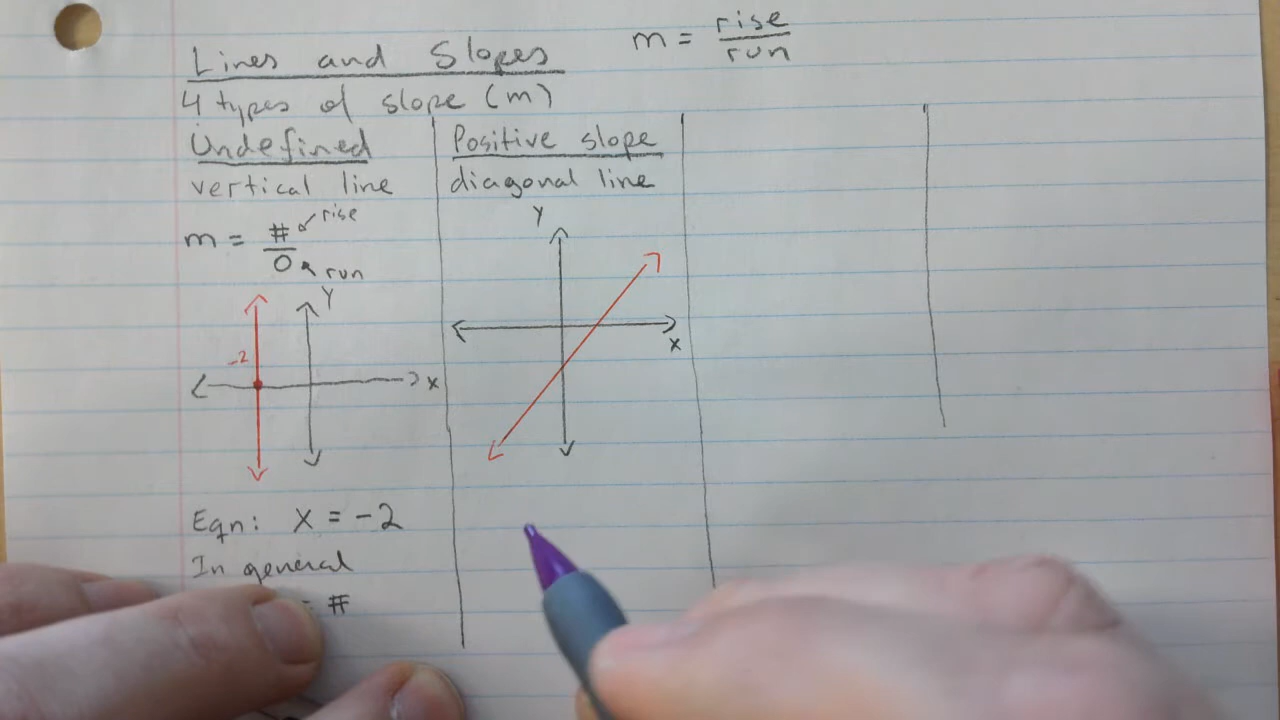 Lines and Slopes
m = rise/run
4 types of slope (m)
Undefined
vertical line
m = #/0
rise
run
Y
-2
X
Eqn: X = -2
In general
= #
Positive slope
diagonal line
Y
X